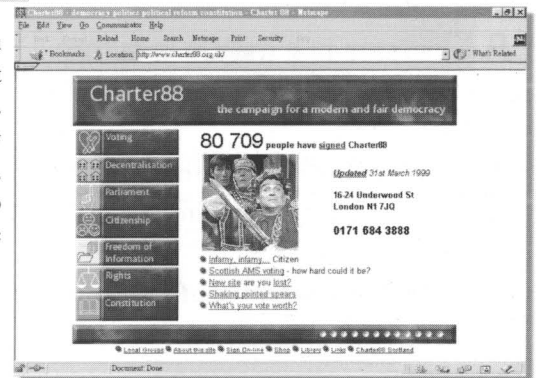 Charter88 - democracy politics political reform constitution - Charter 88 - Netscape
File Edit View Go Communicator Help
Reload Home Search Netscape Print Security
Bookmarks Location: http://www.charter88.org.uk/ What's Related
Charter88
the campaign for a modern and fair democracy
Voting
Decentralisation
Parliament
Citizenship
Freedom of
Information
Rights
Constitution
80 709 people have signed Charter88
Updated 31st March 1999
16-24 Underwood St
London N1 7JQ
0171 684 3888
Infamy, infamy... Citizen
Scottish AMS voting - how hard could it be?
New site are you lost?
Shaking pointed spears
What's your vote worth?
Local Groups About this site Sign On-line Shop Library Links Charter88 Scotland
Document: Done